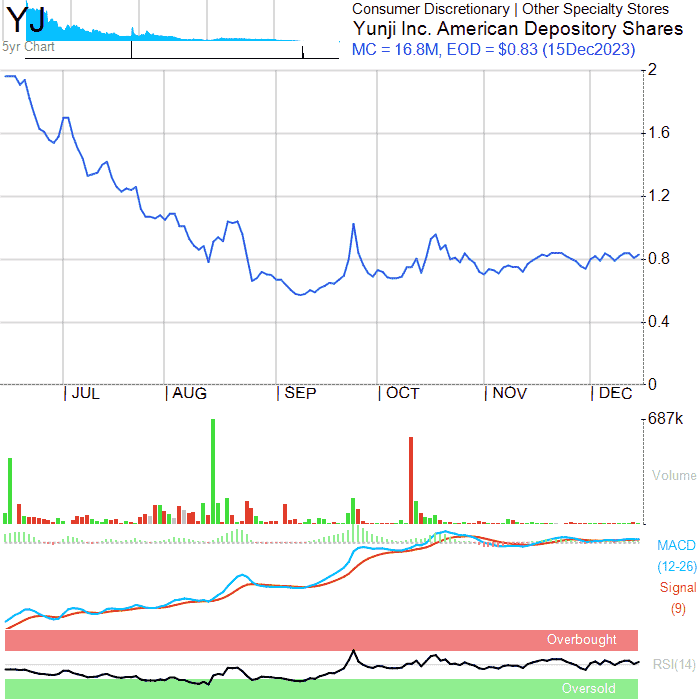 YJ
5yr Chart
Consumer Discretionary | Other Specialty Stores
Yunji Inc. American Depository Shares
MC = 16.8M, EOD = $0.83 (15Dec2023)
2
1.6
1.2
0.8
0.4
0
JUL AUG SEP OCT NOV DEC
687k
Volume
MACD
(12-26)
Signal
(9)
Overbought
RSI(14)
Oversold